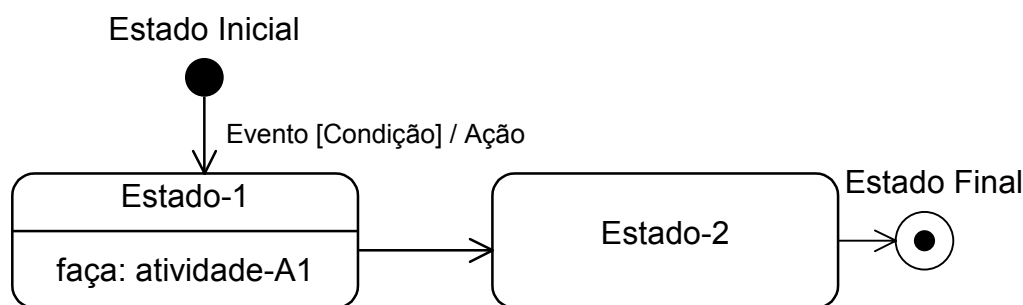 Estado Inicial
Evento [Condição] / Ação
Estado-1
faça: atividade-A1
Estado-2
Estado Final